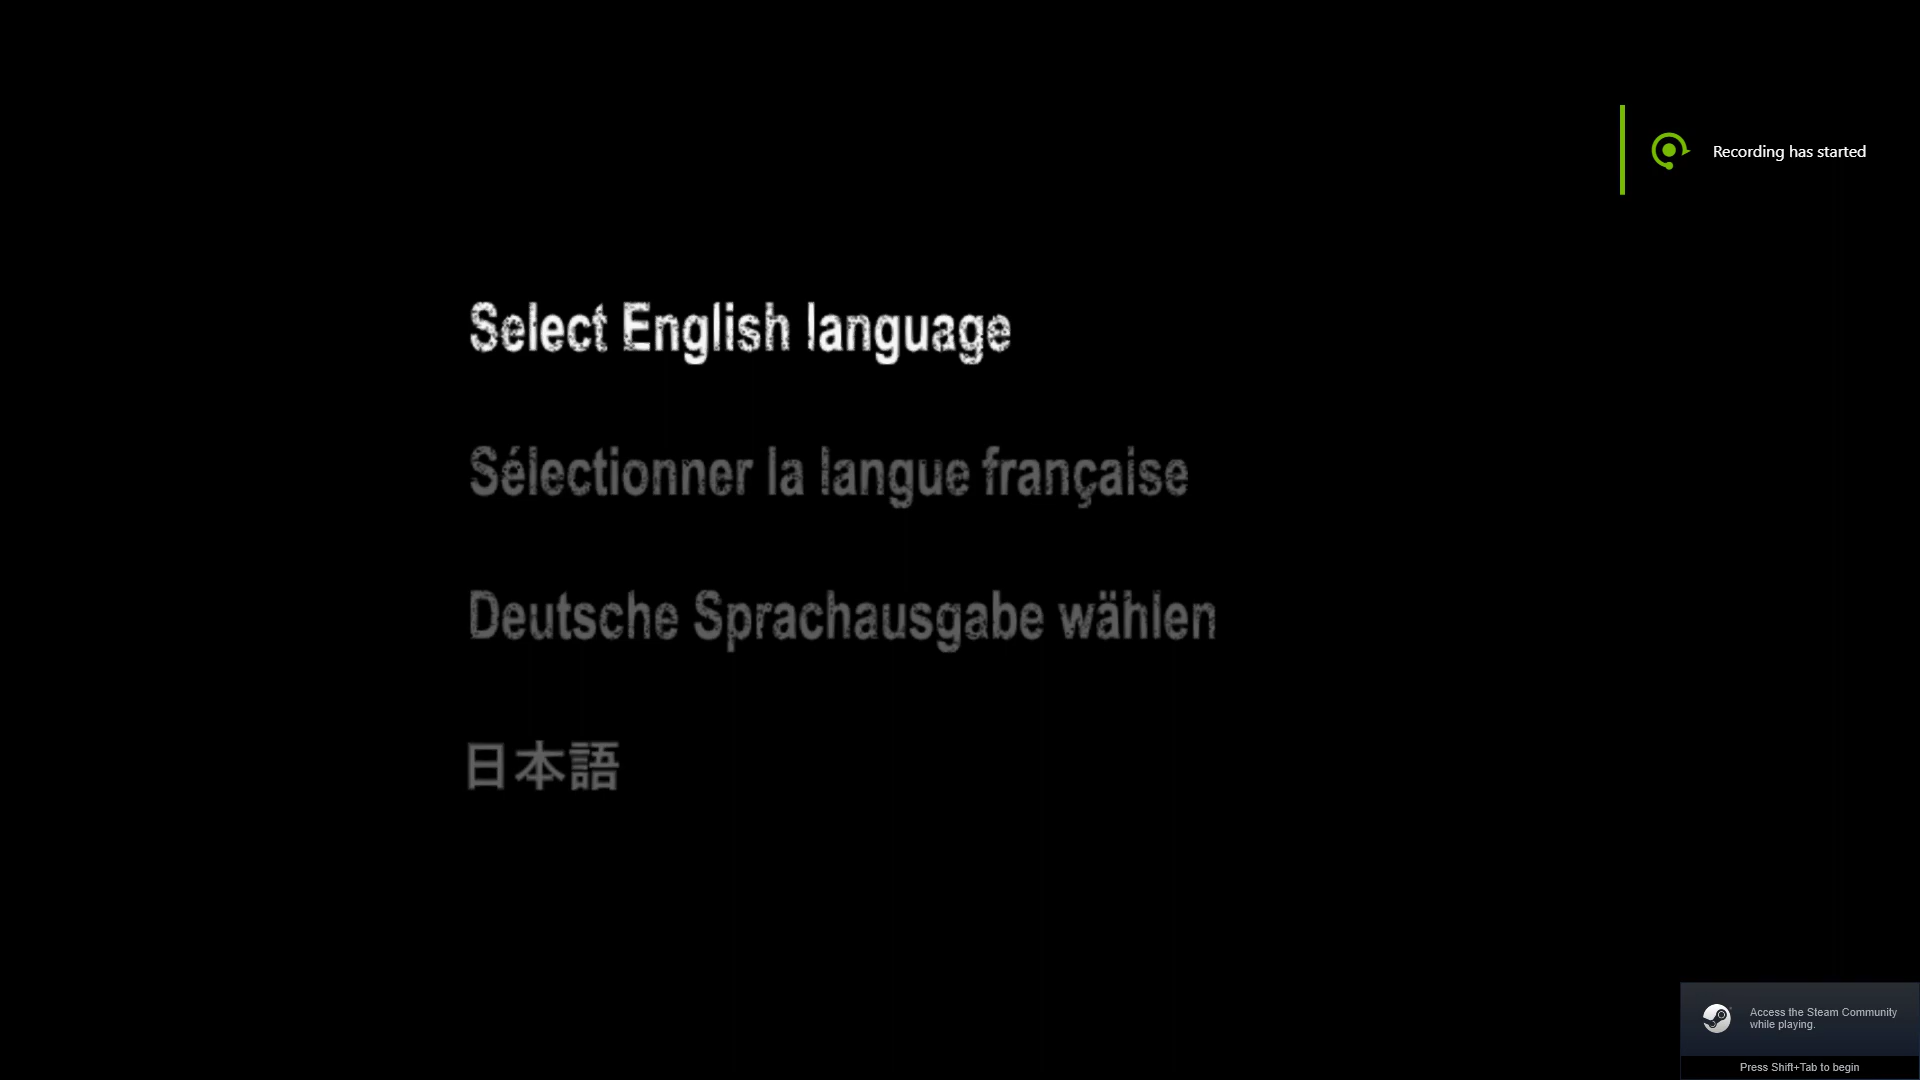 Recording has started
Select English language
Sélectionner la langue française
Deutsche Sprachausgabe wählen
日本語
Access the Steam Community
while playing.
Press Shift+Tab to begin